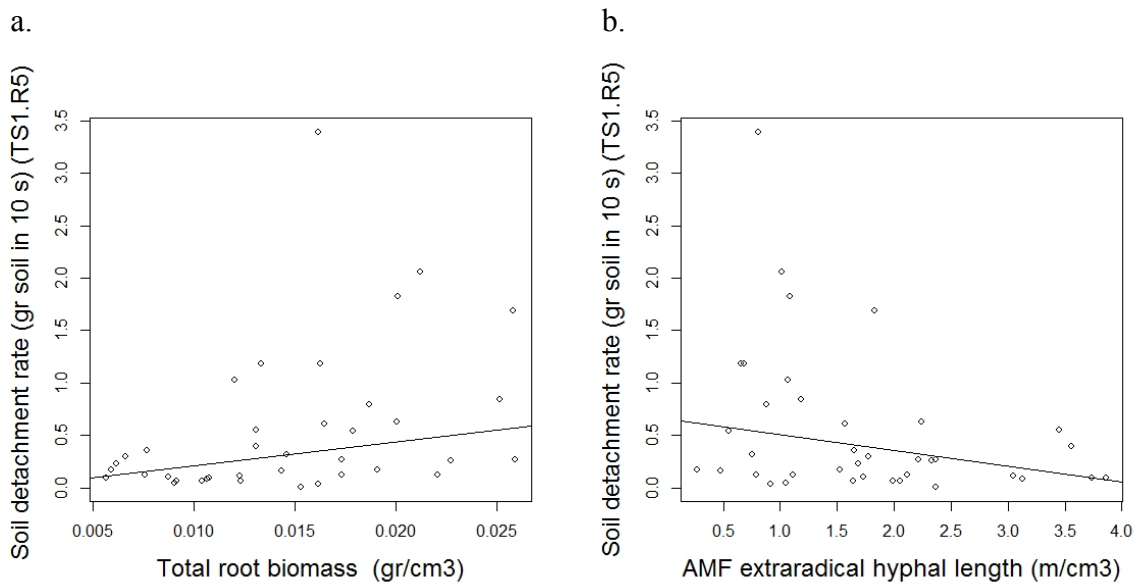 a.
Soil detachment rate (gr soil in 10 s) (TS1.R5)
3.5
3.0
2.5
2.0
1.5
1.0
0.5
0.0
0.005 0.010 0.015 0.020 0.025
Total root biomass (gr/cm3)
b.
Soil detachment rate (gr soil in 10 s) (TS1.R5)
3.5
3.0
2.5
2.0
1.5
1.0
0.5
0.0
0.5 1.0 1.5 2.0 2.5 3.0 3.5 4.0
AMF extraradical hyphal length (m/cm3)